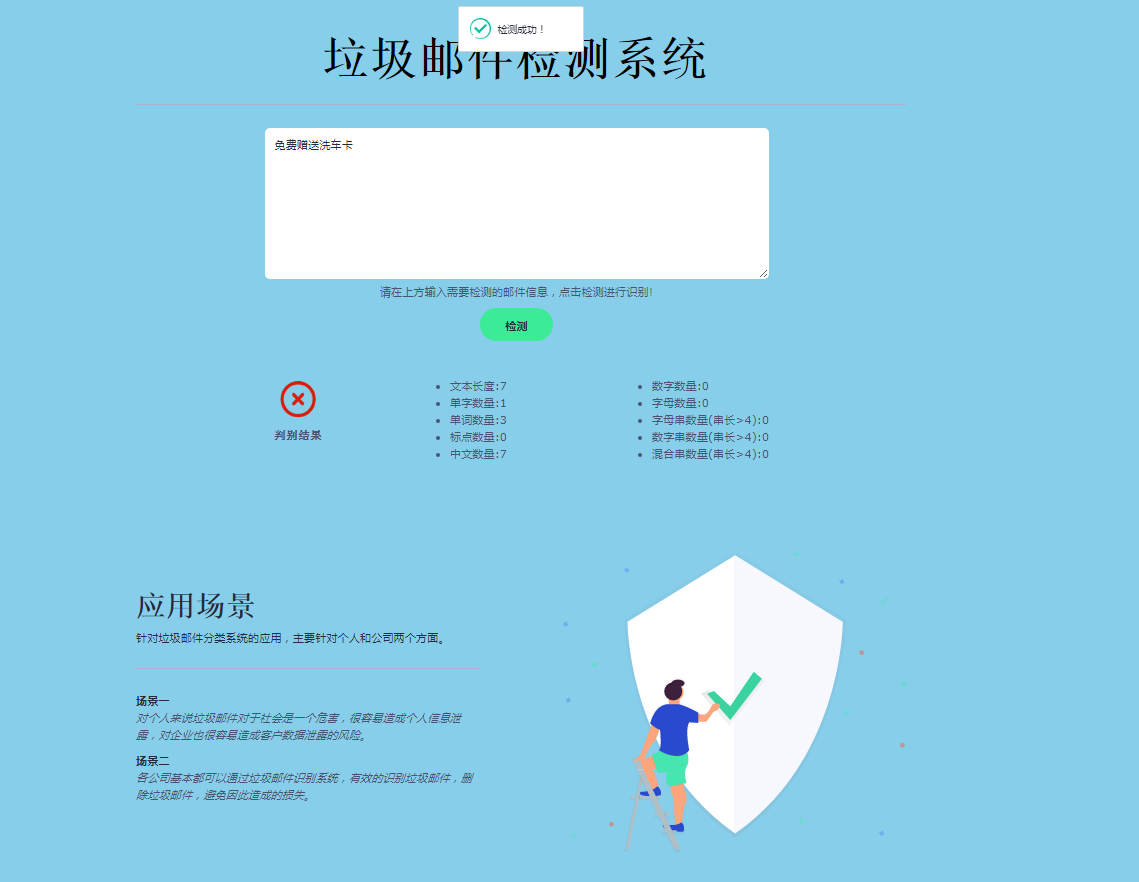 检测成功！
垃圾邮件检测系统
免费赠送洗车卡
请在上方输入需要检测的邮件信息，点击检测进行识别!
检测
判别结果
文本长度:7
单字数量:1
单词数量:3
标点数量:0
中文数量:7
数字数量:0
字母数量:0
字母串数量(串长>4):0
数字串数量(串长>4):0
混合串数量(串长>4):0
应用场景
针对垃圾邮件分类系统的应用，主要针对个人和公司两个方面。
场景一
对个人来说垃圾邮件对于社会是一个危害，很容易造成个人信息泄
露，对企业也很容易造成客户数据泄露的风险。
场景二
各公司基本都可以通过垃圾邮件识别系统，有效的识别垃圾邮件，删
除垃圾邮件，避免因此造成的损失。